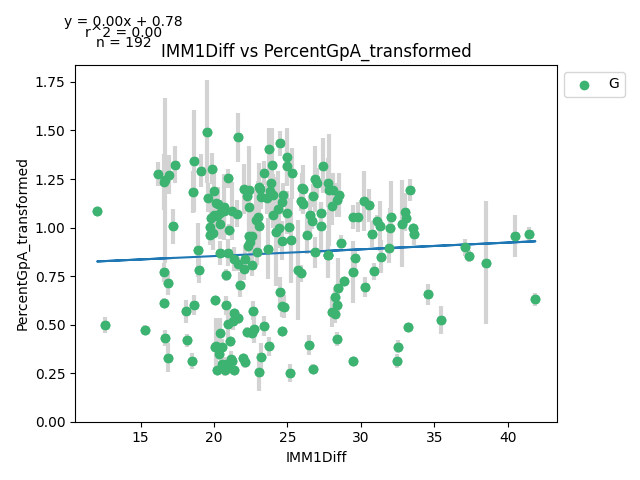 y = 0.00x + 0.78
r^2 = 0.00
n = 192
IMM1Diff vs PercentGpA_transformed
G
PercentGpA_transformed
1.75
1.50
1.25
1.00
0.75
0.50
0.25
0.00
15 20 25 30 35 40
IMM1Diff